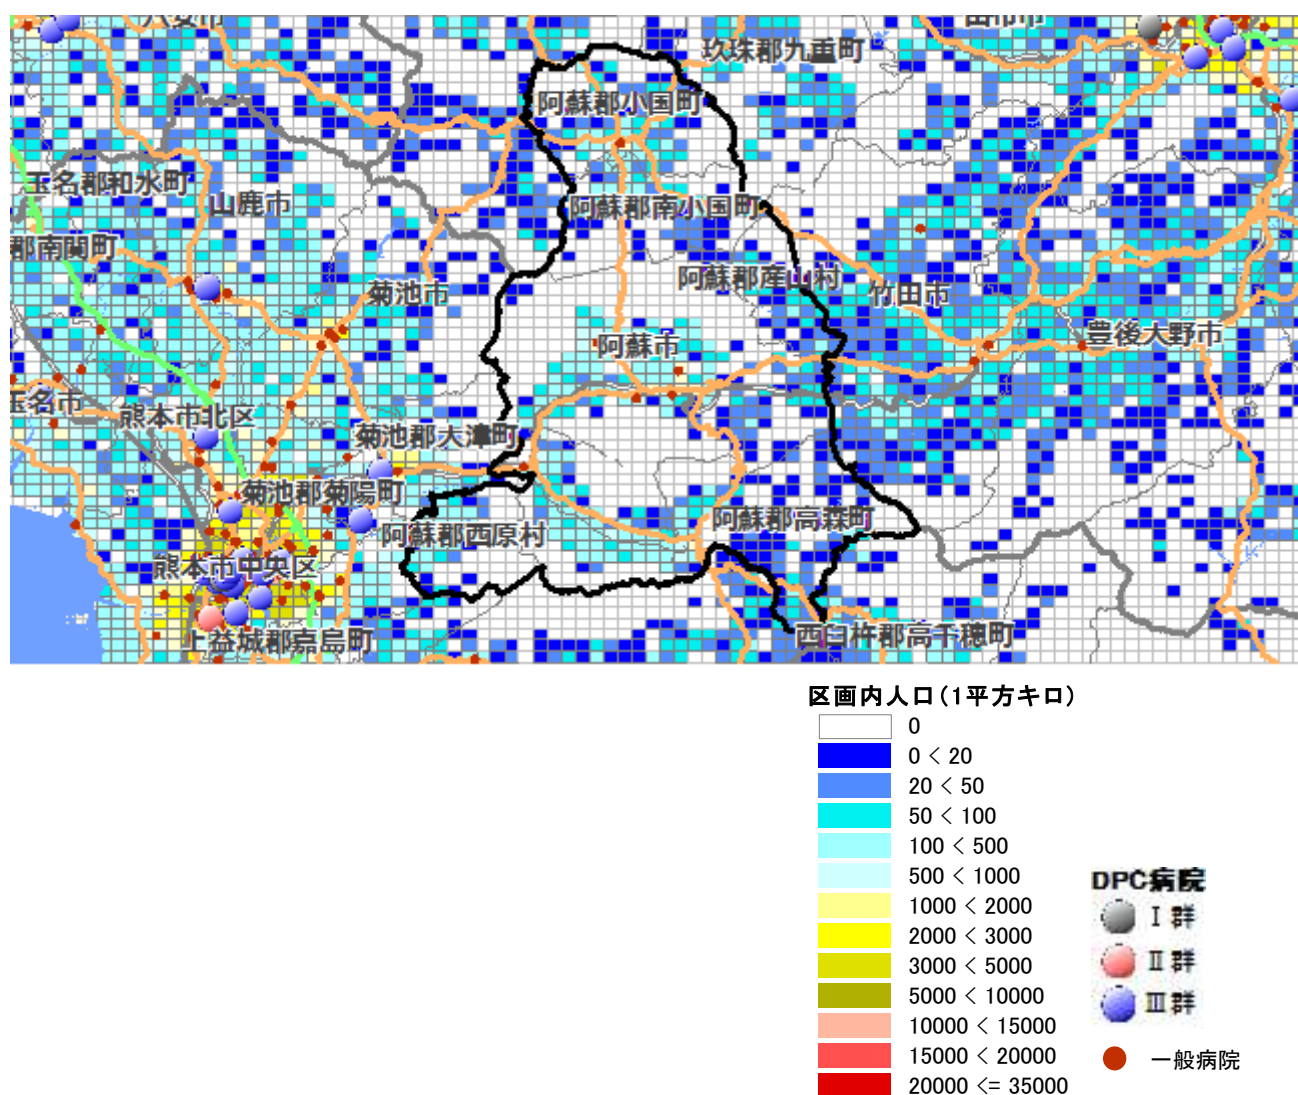 八女市
由布市
玖珠郡九重町
阿蘇郡小国町
玉名郡和水町
山鹿市
阿蘇郡南小国町
郡南関町
阿蘇郡産山村
菊池市
竹田市
阿蘇市
豊後大野市
玉名市
熊本市北区
菊池郡大津町
菊池郡菊陽町
阿蘇郡高森町
阿蘇郡西原村
熊本市中央区
上益城郡嘉島町
西臼杵郡高千穂町
区画内人口(1平方キロ)
0
0 < 20
20 < 50
50 < 100
100 < 500
500 < 1000
1000 < 2000
2000 < 3000
3000 < 5000
5000 < 10000
10000 < 15000
15000 < 20000
20000 <= 35000
DPC病院
Ⅰ群
Ⅱ群
Ⅲ群
一般病院